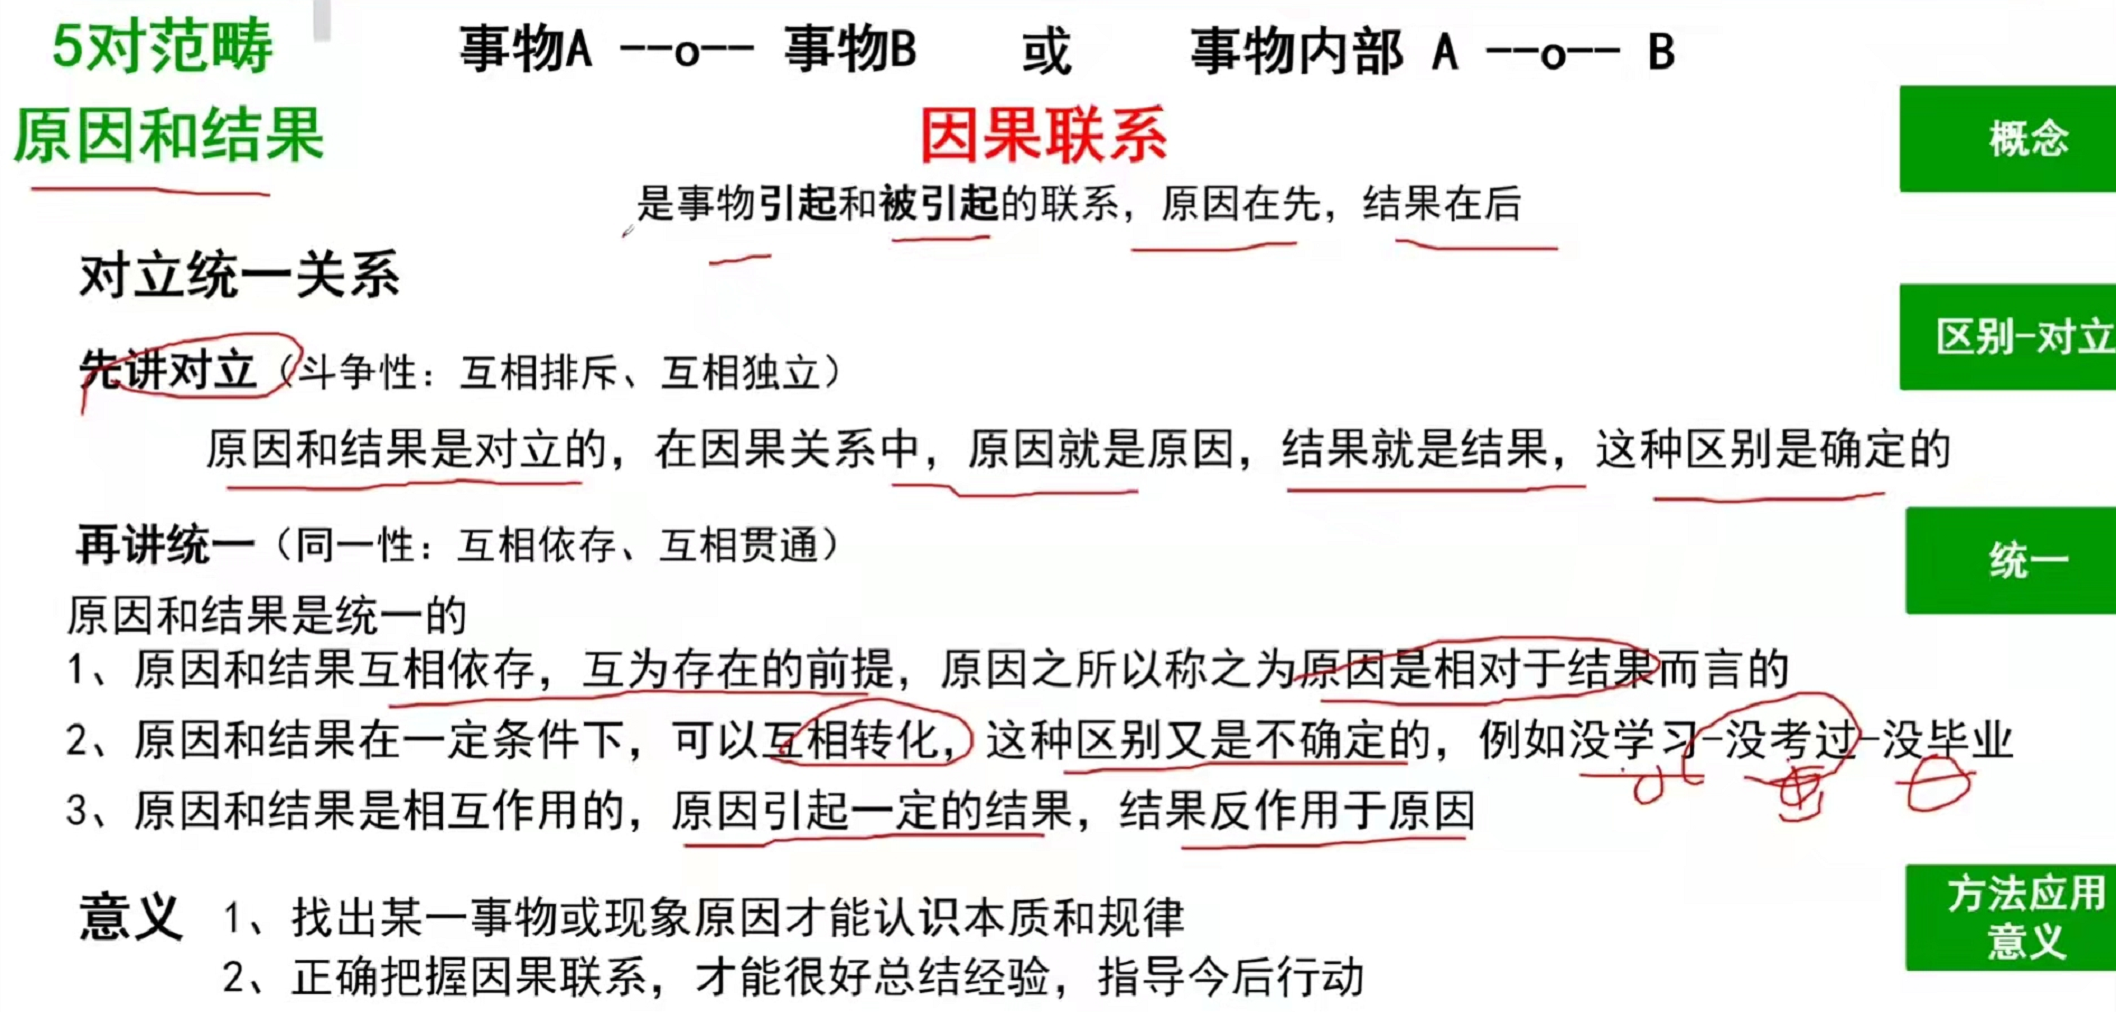 5对范畴
事物A --o-- 事物B 或 事物内部 A --o-- B
原因和结果
因果联系
概念
是事物引起和被引起的联系，原因在先，结果在后
对立统一关系
区别-对立
先讲对立（斗争性：互相排斥、互相独立）
原因和结果是对立的，在因果关系中，原因就是原因，结果就是结果，这种区别是确定的
再讲统一（同一性：互相依存、互相贯通）
统一
原因和结果是统一的
1、原因和结果互相依存，互为存在的前提，原因之所以称之为原因是相对于结果而言的
2、原因和结果在一定条件下，可以互相转化，这种区别又是不确定的，例如没学习-没考过-没毕业
3、原因和结果是相互作用的，原因引起一定的结果，结果反作用于原因
方法应用
意义
意义 1、找出某一事物或现象原因才能认识本质和规律
2、正确把握因果联系，才能很好总结经验，指导今后行动